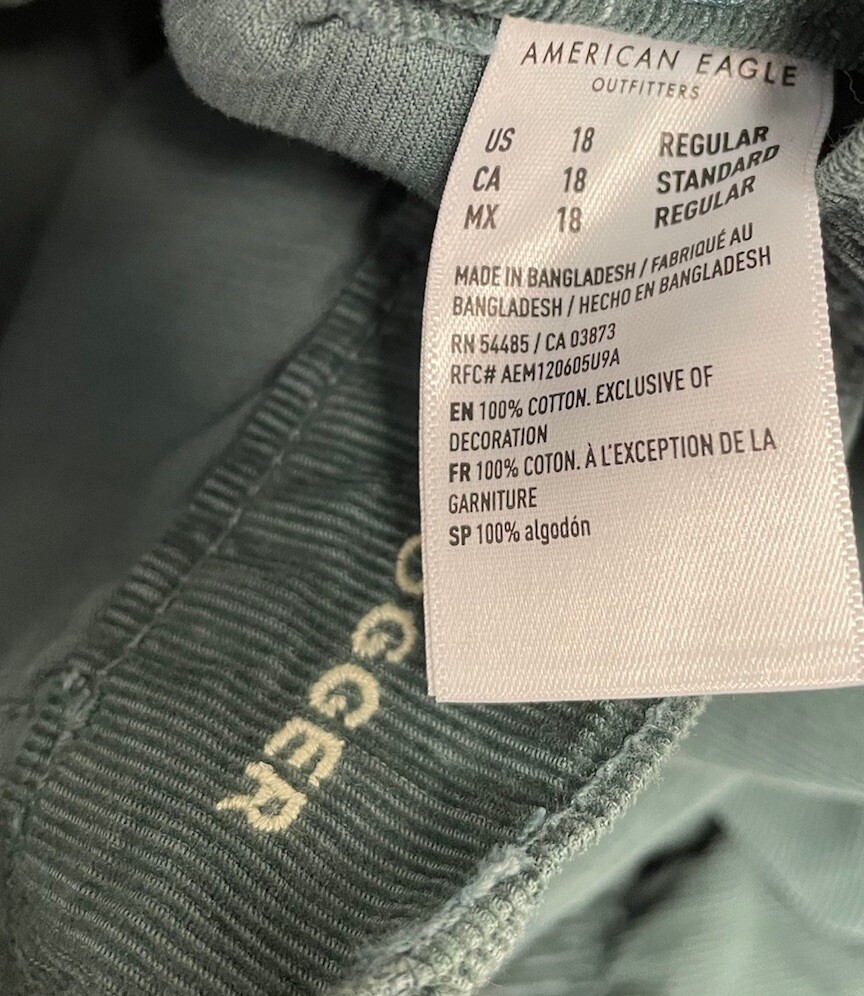 AMERICAN EAGLE
OUTFITTERS
US 18 REGULAR
CA 18 STANDARD
MX 18 REGULAR
MADE IN BANGLADESH / FABRIQUÉ AU
BANGLADESH / HECHO EN BANGLADESH
RN 54485 / CA 03873
RFC# AEM120605U9A
EN 100% COTTON. EXCLUSIVE OF
DECORATION
FR 100% COTON. À L'EXCEPTION DE LA
GARNITURE
SP 100% algodón
OGGER